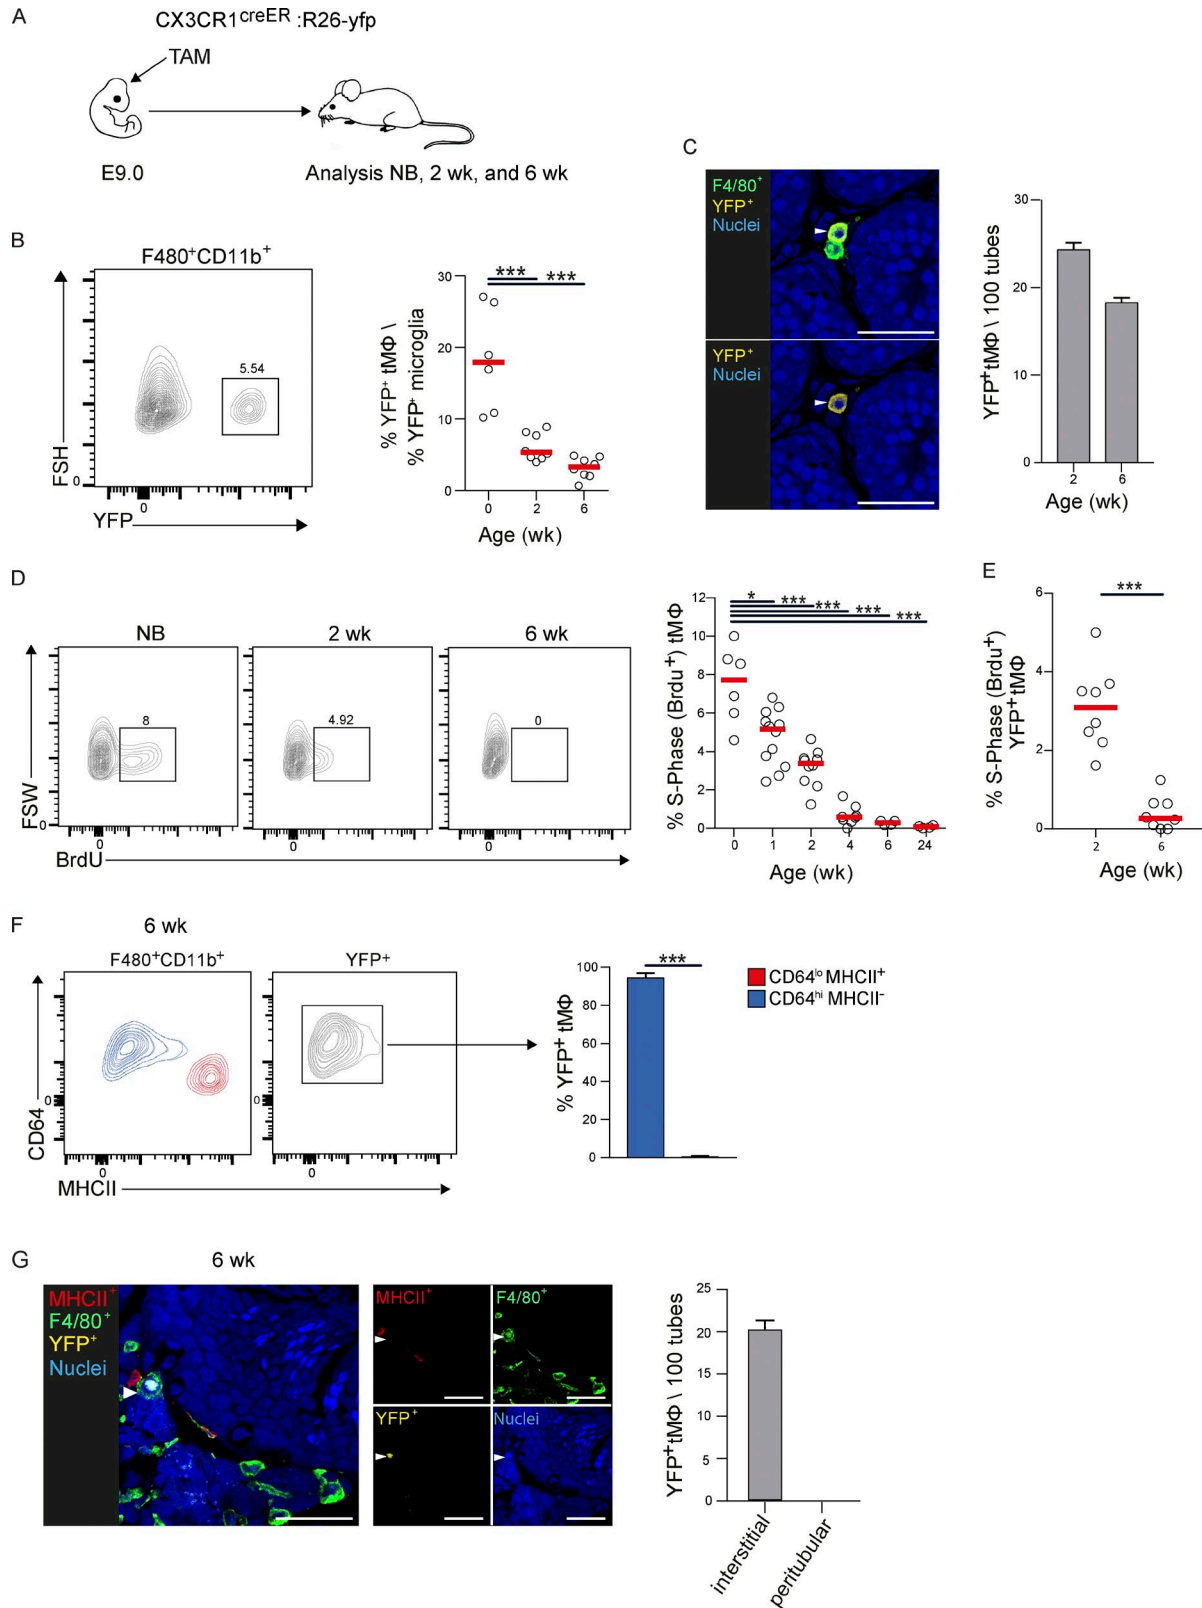 A
CX3CR1creER :R26-yfp
TAM
E9.0
Analysis NB, 2 wk, and 6 wk
B
F480+CD11b+
5.54
FSH
0
0
YFP
% YFP+ tMΦ \
% YFP+ microglia
30
20
10
0
*** ***
0 2 6
Age (wk)
C
F4/80+
YFP+
Nuclei
YFP+
Nuclei
YFP+tMΦ \ 100 tubes
30
20
10
0
2 6
Age (wk)
D
NB
2 wk
6 wk
8
4.92
0
FSW
0
0
0
0
BrdU
% S-Phase (Brdu+) tMΦ
12
10
8
6
4
2
0
* *** *** *** ***
0 1 2 4 6 24
Age (wk)
E
% S-Phase (Brdu+)
YFP+tMΦ
6
4
2
0
***
2 6
Age (wk)
F
6 wk
F480+CD11b+
YFP+
CD64
0
0
0
0
MHCII
% YFP+ tMΦ
100
80
60
40
20
0
***
CD64lo MHCII+
CD64hi MHCII-
G
6 wk
MHCII+
F4/80+
YFP+
Nuclei
MHCII+
F4/80+
YFP+
Nuclei
YFP+tMΦ \ 100 tubes
25
20
15
10
5
0
interstitial
peritubular